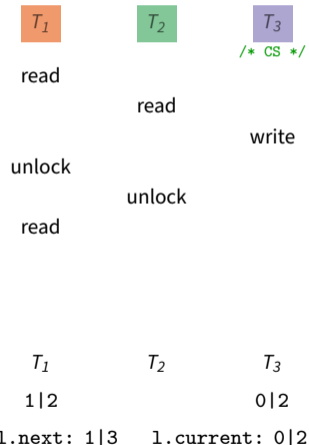 T1 T2 T3
/* CS */
read
read
write
unlock
unlock
read
T1 T2 T3
1|2 0|2
l.next: 1|3 l.current: 0|2